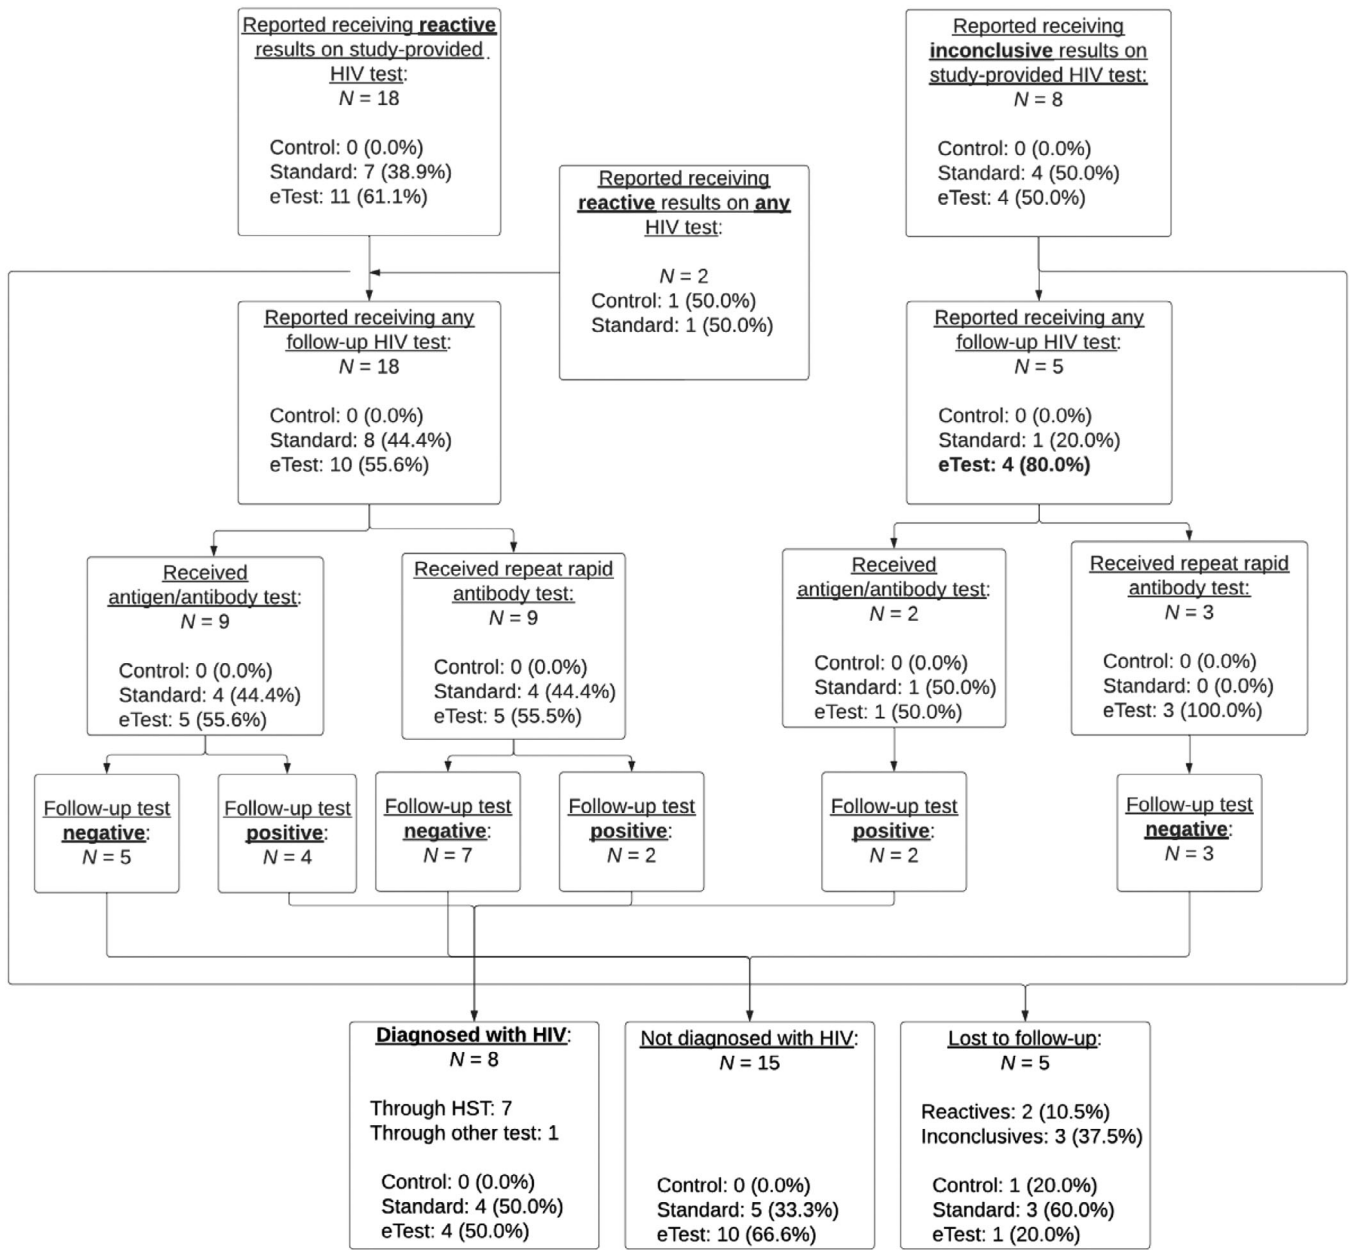 Reported receiving reactive
results on study-provided .
HIV test:
N = 18
Control: 0 (0.0%)
Standard: 7 (38.9%)
eTest: 11 (61.1%)
Reported receiving
reactive results on any
HIV test:
N = 2
Control: 1 (50.0%)
Standard: 1 (50.0%)
Reported receiving
inconclusive results on
study-provided HIV test:
N = 8
Control: 0 (0.0%)
Standard: 4 (50.0%)
eTest: 4 (50.0%)
Reported receiving any
follow-up HIV test:
N = 18
Control: 0 (0.0%)
Standard: 8 (44.4%)
eTest: 10 (55.6%)
Reported receiving any
follow-up HIV test:
N = 5
Control: 0 (0.0%)
Standard: 1 (20.0%)
eTest: 4 (80.0%)
Received
antigen/antibody test:
N = 9
Control: 0 (0.0%)
Standard: 4 (44.4%)
eTest: 5 (55.6%)
Received repeat rapid
antibody test:
N = 9
Control: 0 (0.0%)
Standard: 4 (44.4%)
eTest: 5 (55.5%)
Received
antigen/antibody test:
N = 2
Control: 0 (0.0%)
Standard: 1 (50.0%)
eTest: 1 (50.0%)
Received repeat rapid
antibody test:
N = 3
Control: 0 (0.0%)
Standard: 0 (0.0%)
eTest: 3 (100.0%)
Follow-up test
negative:
N = 5
Follow-up test
positive:
N = 4
Follow-up test
negative:
N = 7
Follow-up test
positive:
N = 2
Follow-up test
positive:
N = 2
Follow-up test
negative:
N = 3
Diagnosed with HIV:
N = 8
Through HST: 7
Through other test: 1
Control: 0 (0.0%)
Standard: 4 (50.0%)
eTest: 4 (50.0%)
Not diagnosed with HIV:
N = 15
Control: 0 (0.0%)
Standard: 5 (33.3%)
eTest: 10 (66.6%)
Lost to follow-up:
N = 5
Reactives: 2 (10.5%)
Inconclusives: 3 (37.5%)
Control: 1 (20.0%)
Standard: 3 (60.0%)
eTest: 1 (20.0%)